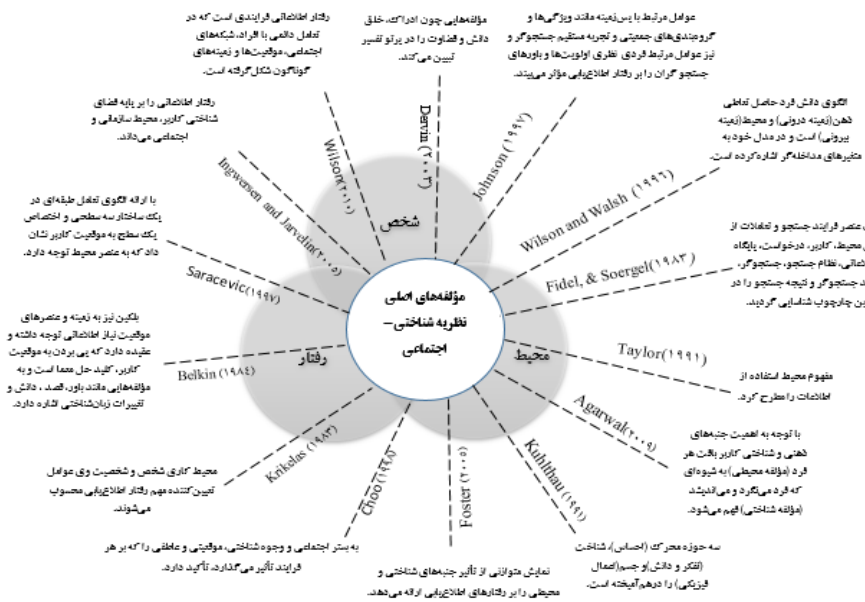 عوامل مرتبط با پس‌زمینه مانند ویژگی‌ها و
گروه‌بندی‌های جمعیتی و تجربه مستقیم جستجوگر و
نیز عوامل مرتبط فردی نظری اولویت‌ها و باورهای
جستجو گران را بر رفتار اطلاع‌یابی مؤثر می‌بیند.
Johnson (۱۹۹۷)
مؤلفه‌هایی چون ادراک، خلق
دانش و قضاوت را در پرتو تفسیر
تبیین می‌کند.
Dervin (۲۰۰۳)
رفتار اطلاعاتی فرایندی است که در
تعامل دائمی با افراد، شبکه‌های
اجتماعی، موقعیت‌ها و زمینه‌های
گوناگون شکل‌گرفته است.
Wilson(۲۰۱۰)
رفتار اطلاعاتی را بر پایه فضای
شناختی کاربر، محیط سازمانی و
اجتماعی می‌داند.
Ingwersen and Jarvelin(۲۰۰۵)
با ارائه الگوی تعامل طبقه‌ای در
یک ساختار سه سطحی و اختصاص
یک سطح به موقعیت کاربر نشان
داد که به عنصر محیط توجه دارد.
Saracevic(۱۹۹۷)
بلکین نیز به زمینه و عنصرهای
موقعیت نیاز اطلاعاتی توجه داشته و
عقیده دارد که پی بردن به موقعیت
کاربر، کلید حل معما است و به
مؤلفه‌هایی مانند باور، قصد، دانش و
تغییرات زبان‌شناختی اشاره دارد.
Belkin (۱۹۸۴)
محیط کاری شخص و شخصیت وی عوامل
تعیین‌کننده مهم رفتار اطلاع‌یابی محسوب
می‌شوند.
Krikelas (۱۹۸۳)
به بستر اجتماعی و وجوه شناختی، موقعیتی و عاطفی را که بر هر
فرایند تأثیر می‌گذارد، تأکید دارد.
Choo (۱۹۹۸)
نمایش متوازنی از تأثیر جنبه‌های شناختی و
محیطی را بر رفتارهای اطلاع‌یابی ارائه می‌دهد.
Foster (۲۰۰۵)
سه حوزه محرک (احساس)، شناخت
(تفکر و دانش)و جسم(اعمال
فیزیکی) را درهم‌آمیخته است.
Kuhlthau (۱۹۹۱)
با توجه به اهمیت جنبه‌های
ذهنی و شناختی کاربر بافت هر
فرد (مؤلفه محیطی) به شیوه‌ای
که فرد می‌نگرد و می‌اندیشد
(مؤلفه شناختی) فهم می‌شود.
Agarwal(۲۰۰۹)
مفهوم محیط استفاده از
اطلاعات را مطرح کرد.
Taylor(۱۹۹۱)
عنصر فرایند جستجو و تعاملات از
محیط، کاربر، درخواست، پایگاه
نظام جستجو، جستجوگر،
جستجوگر و نتیجه جستجو را در
چارچوب شناسایی گردید.
Fidel, & Soergel(۱۹۸۳)
الگوی دانش فرد حاصل تعاملی
ذهن(زمینه درونی) و محیط(زمینه
بیرونی) است و در مدل خود به
متغیرهای مداخله‌گر اشاره‌کرده است.
Wilson and Walsh (۱۹۹۶)
شخص
محیط
رفتار
مؤلفه‌های اصلی
نظریه شناختی–
اجتماعی